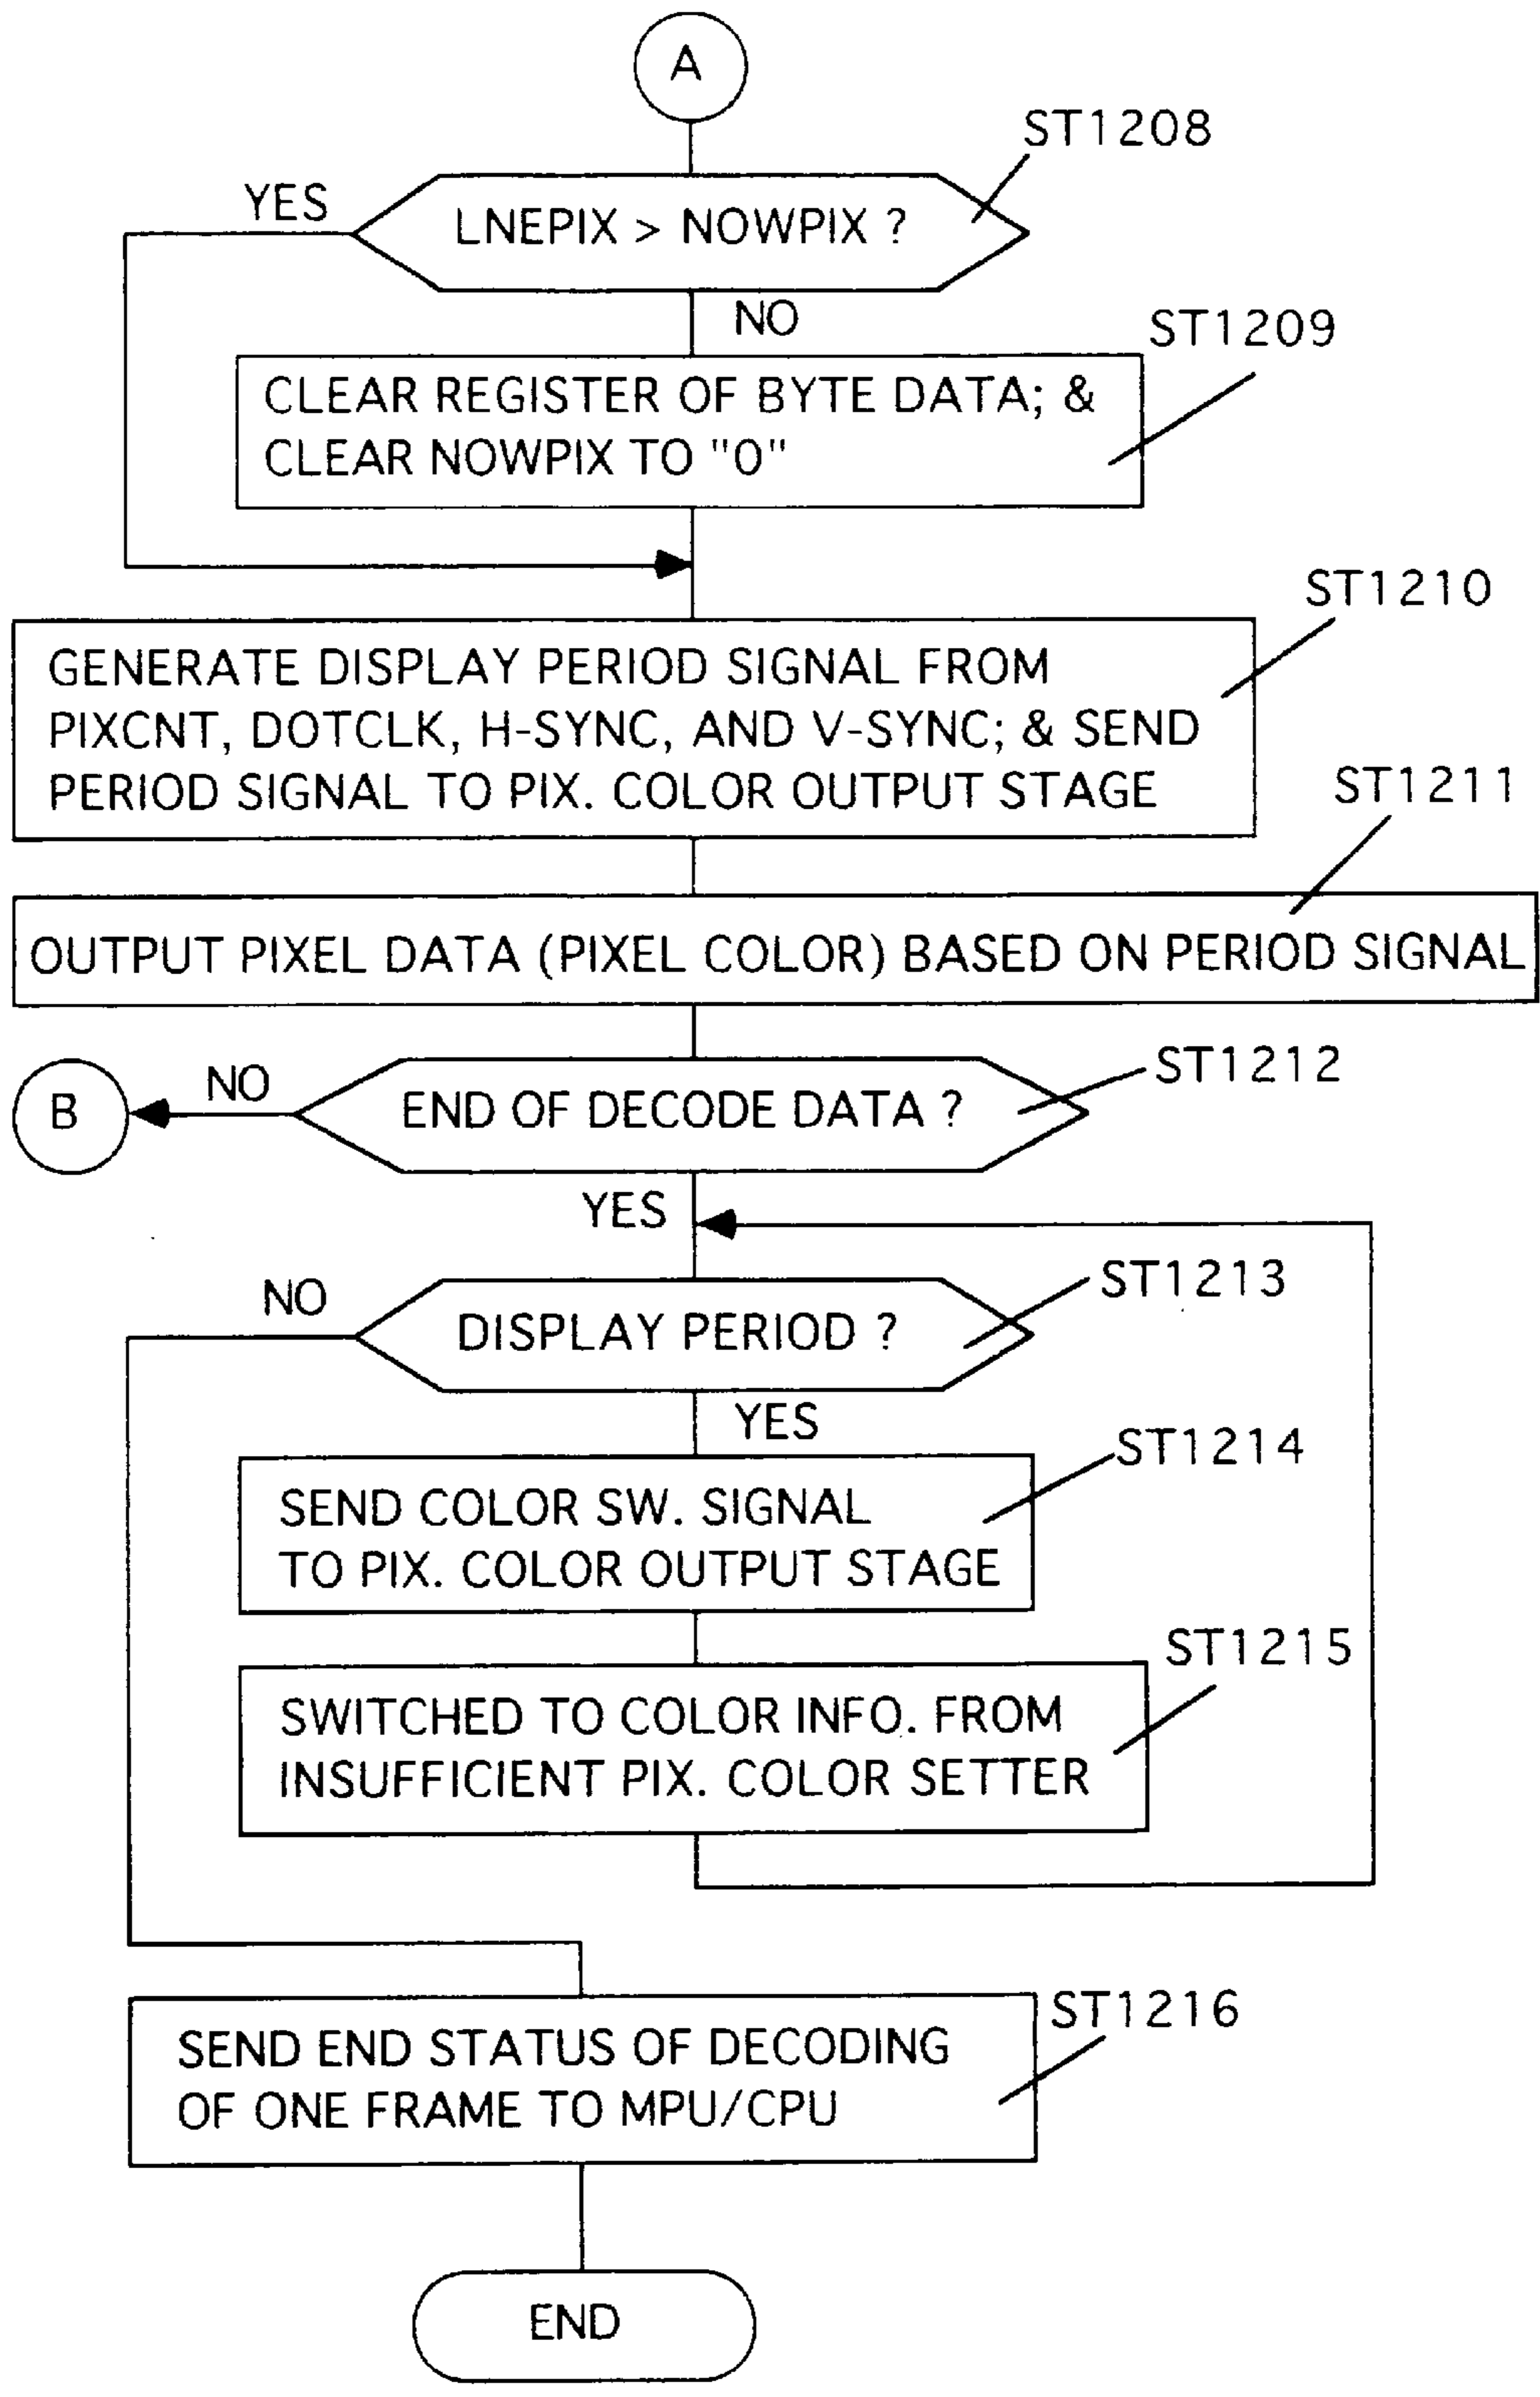 A
ST1208
YES
LNEPIX > NOWPIX ?
NO
ST1209
CLEAR REGISTER OF BYTE DATA; &
CLEAR NOWPIX TO "0"
ST1210
GENERATE DISPLAY PERIOD SIGNAL FROM
PIXCNT, DOTCLK, H-SYNC, AND V-SYNC; & SEND
PERIOD SIGNAL TO PIX. COLOR OUTPUT STAGE
ST1211
OUTPUT PIXEL DATA (PIXEL COLOR) BASED ON PERIOD SIGNAL
ST1212
B
NO
END OF DECODE DATA ?
YES
ST1213
NO
DISPLAY PERIOD ?
YES
ST1214
SEND COLOR SW. SIGNAL
TO PIX. COLOR OUTPUT STAGE
ST1215
SWITCHED TO COLOR INFO. FROM
INSUFFICIENT PIX. COLOR SETTER
ST1216
SEND END STATUS OF DECODING
OF ONE FRAME TO MPU/CPU
END